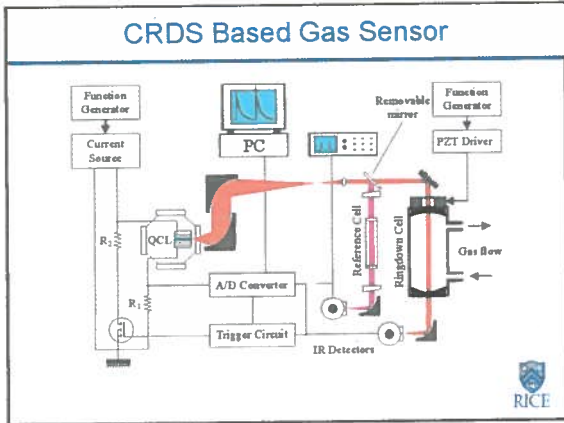 CRDS Based Gas Sensor
Function
Generator
Current
Source
PC
Removable
mirror
Function
Generator
PZT Driver
R2
QCL
R1
A/D Converter
Trigger Circuit
Reference Cell
Ringdown Cell
Gas flow
IR Detectors
RICE